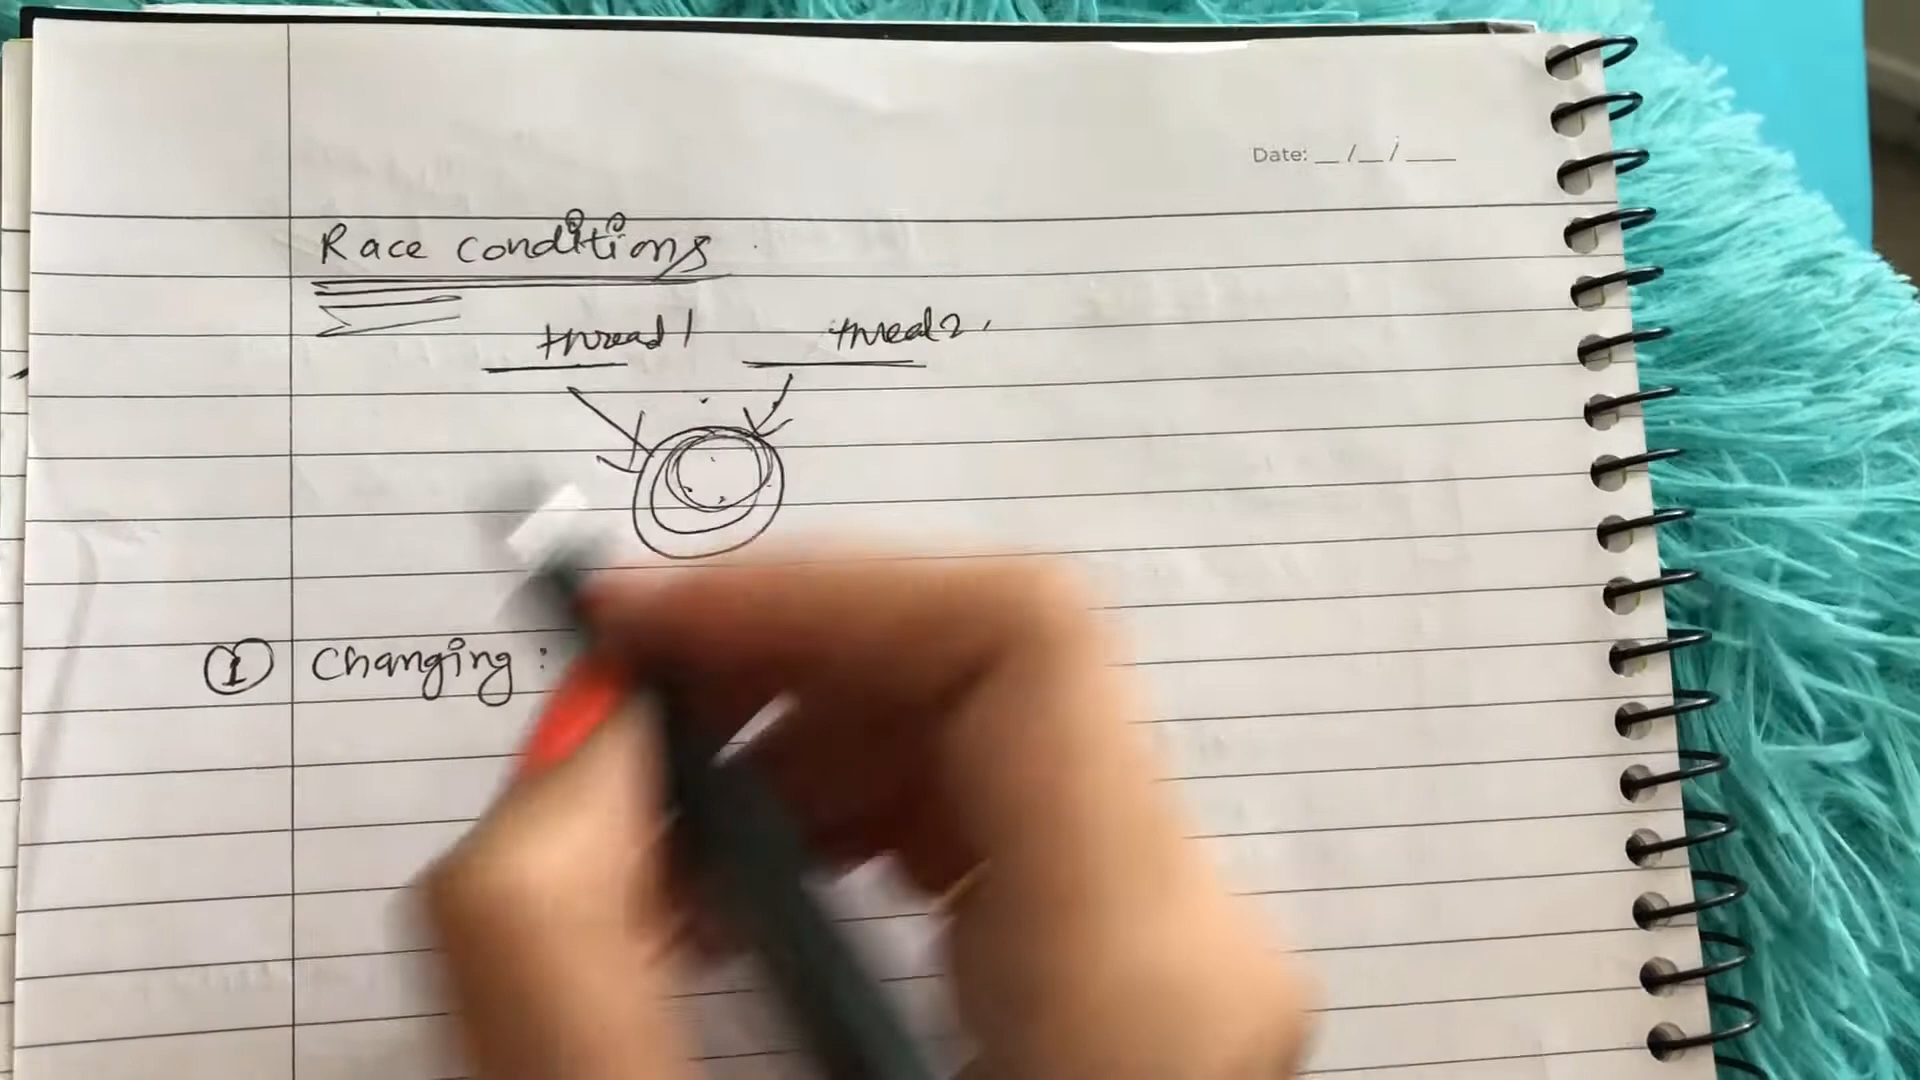 Date: __/__/____
Race conditions
thread1 thread2,
① Changing: